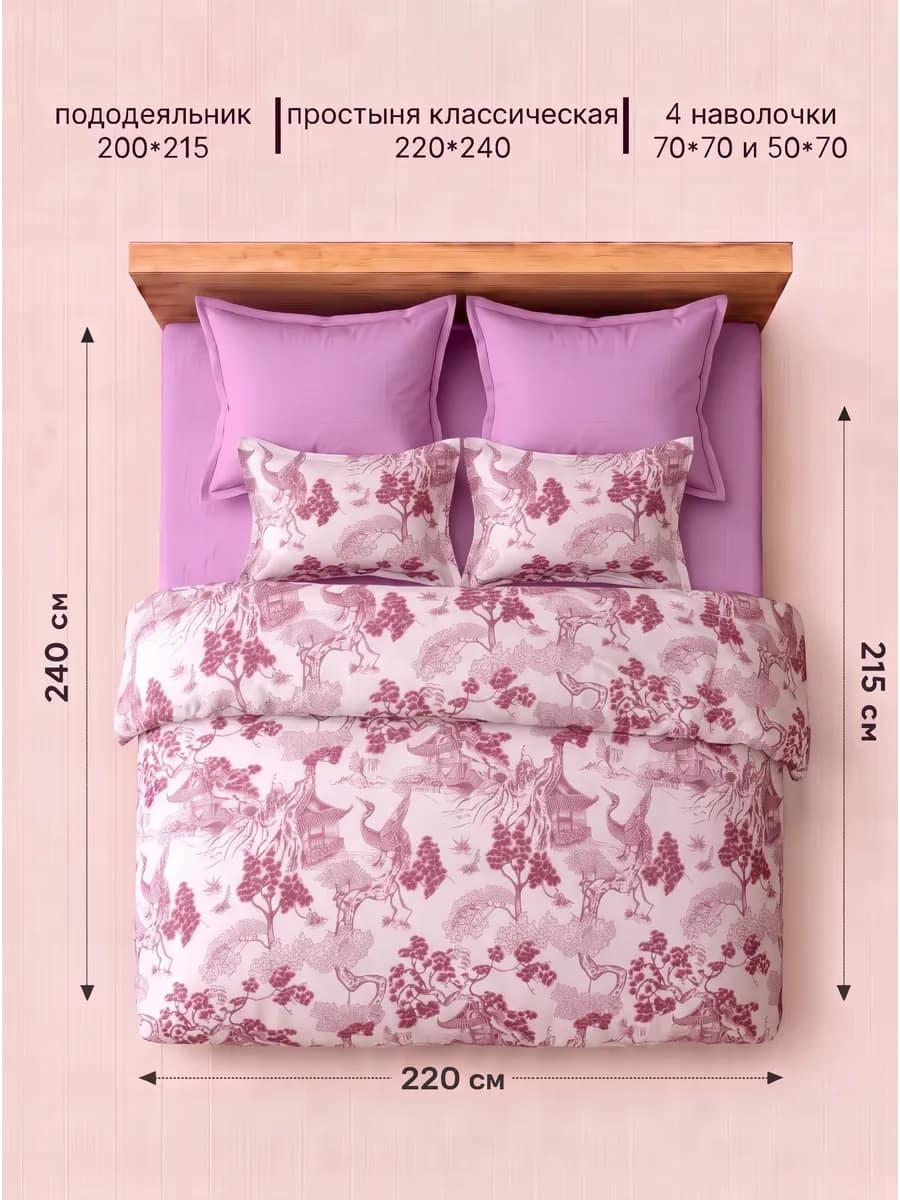 пододеяльник
200*215
простыня классическая
220*240
4 наволочки
70*70 и 50*70
240 см
215 см
220 см